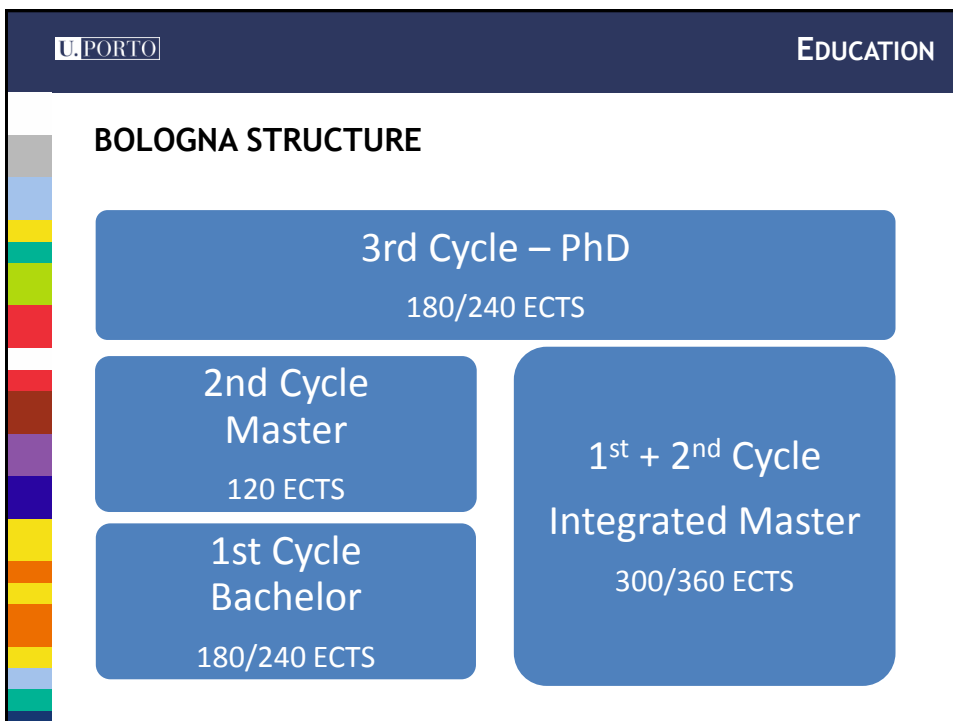 U.PORTO
EDUCATION
BOLOGNA STRUCTURE
3rd Cycle – PhD
180/240 ECTS
2nd Cycle
Master
120 ECTS
1st Cycle
Bachelor
180/240 ECTS
1st + 2nd Cycle
Integrated Master
300/360 ECTS